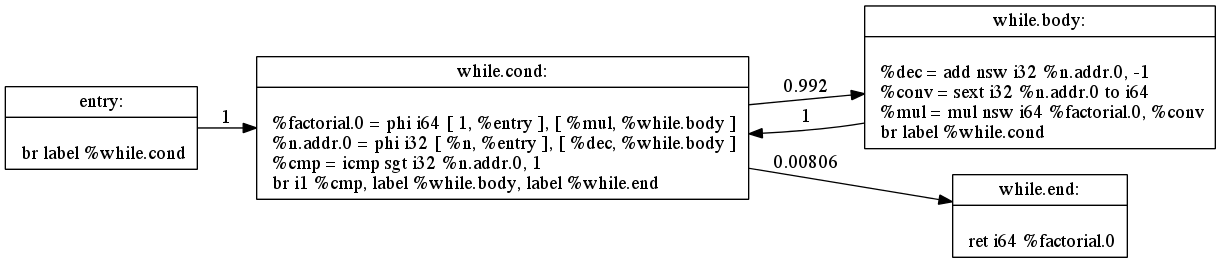 entry:
br label %while.cond
1
while.cond:
%factorial.0 = phi i64 [ 1, %entry ], [ %mul, %while.body ]
%n.addr.0 = phi i32 [ %n, %entry ], [ %dec, %while.body ]
%cmp = icmp sgt i32 %n.addr.0, 1
br i1 %cmp, label %while.body, label %while.end
0.992
1
0.00806
while.body:
%dec = add nsw i32 %n.addr.0, -1
%conv = sext i32 %n.addr.0 to i64
%mul = mul nsw i64 %factorial.0, %conv
br label %while.cond
while.end:
ret i64 %factorial.0